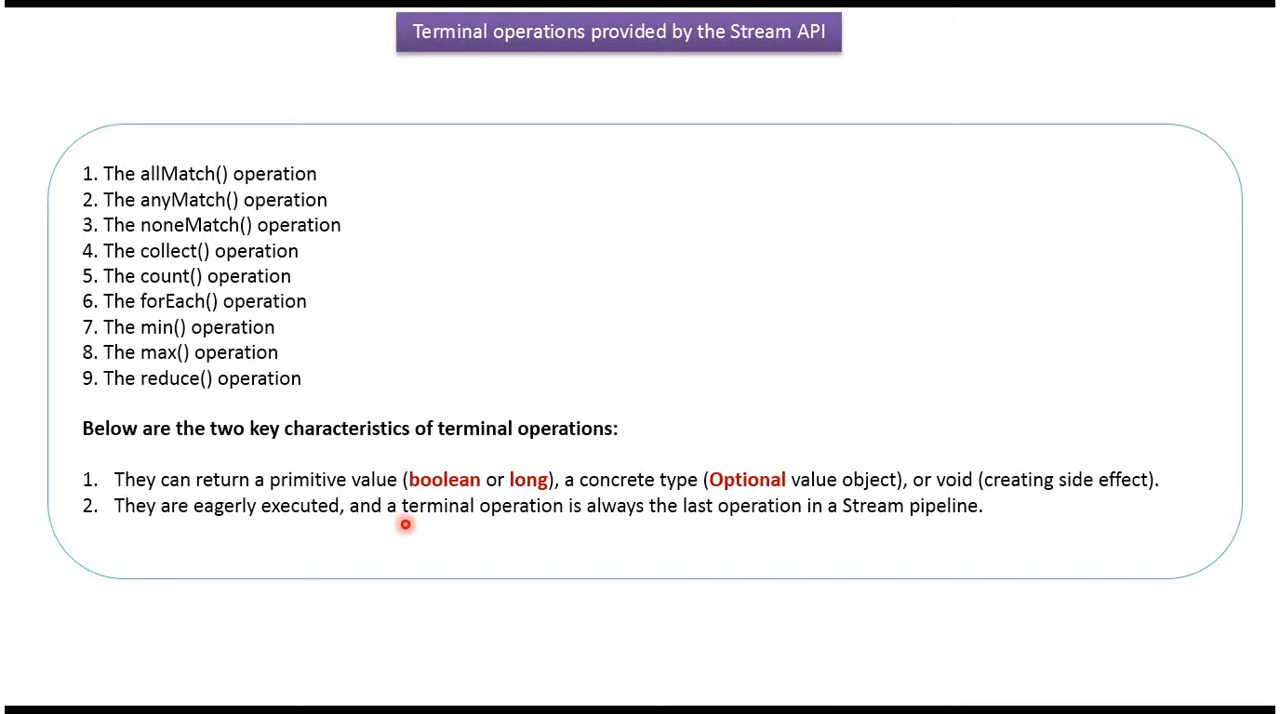 Terminal operations provided by the Stream API
1. The allMatch() operation
2. The anyMatch() operation
3. The noneMatch() operation
4. The collect() operation
5. The count() operation
6. The forEach() operation
7. The min() operation
8. The max() operation
9. The reduce() operation
Below are the two key characteristics of terminal operations:
1. They can return a primitive value (boolean or long), a concrete type (Optional value object), or void (creating side effect).
2. They are eagerly executed, and a terminal operation is always the last operation in a Stream pipeline.